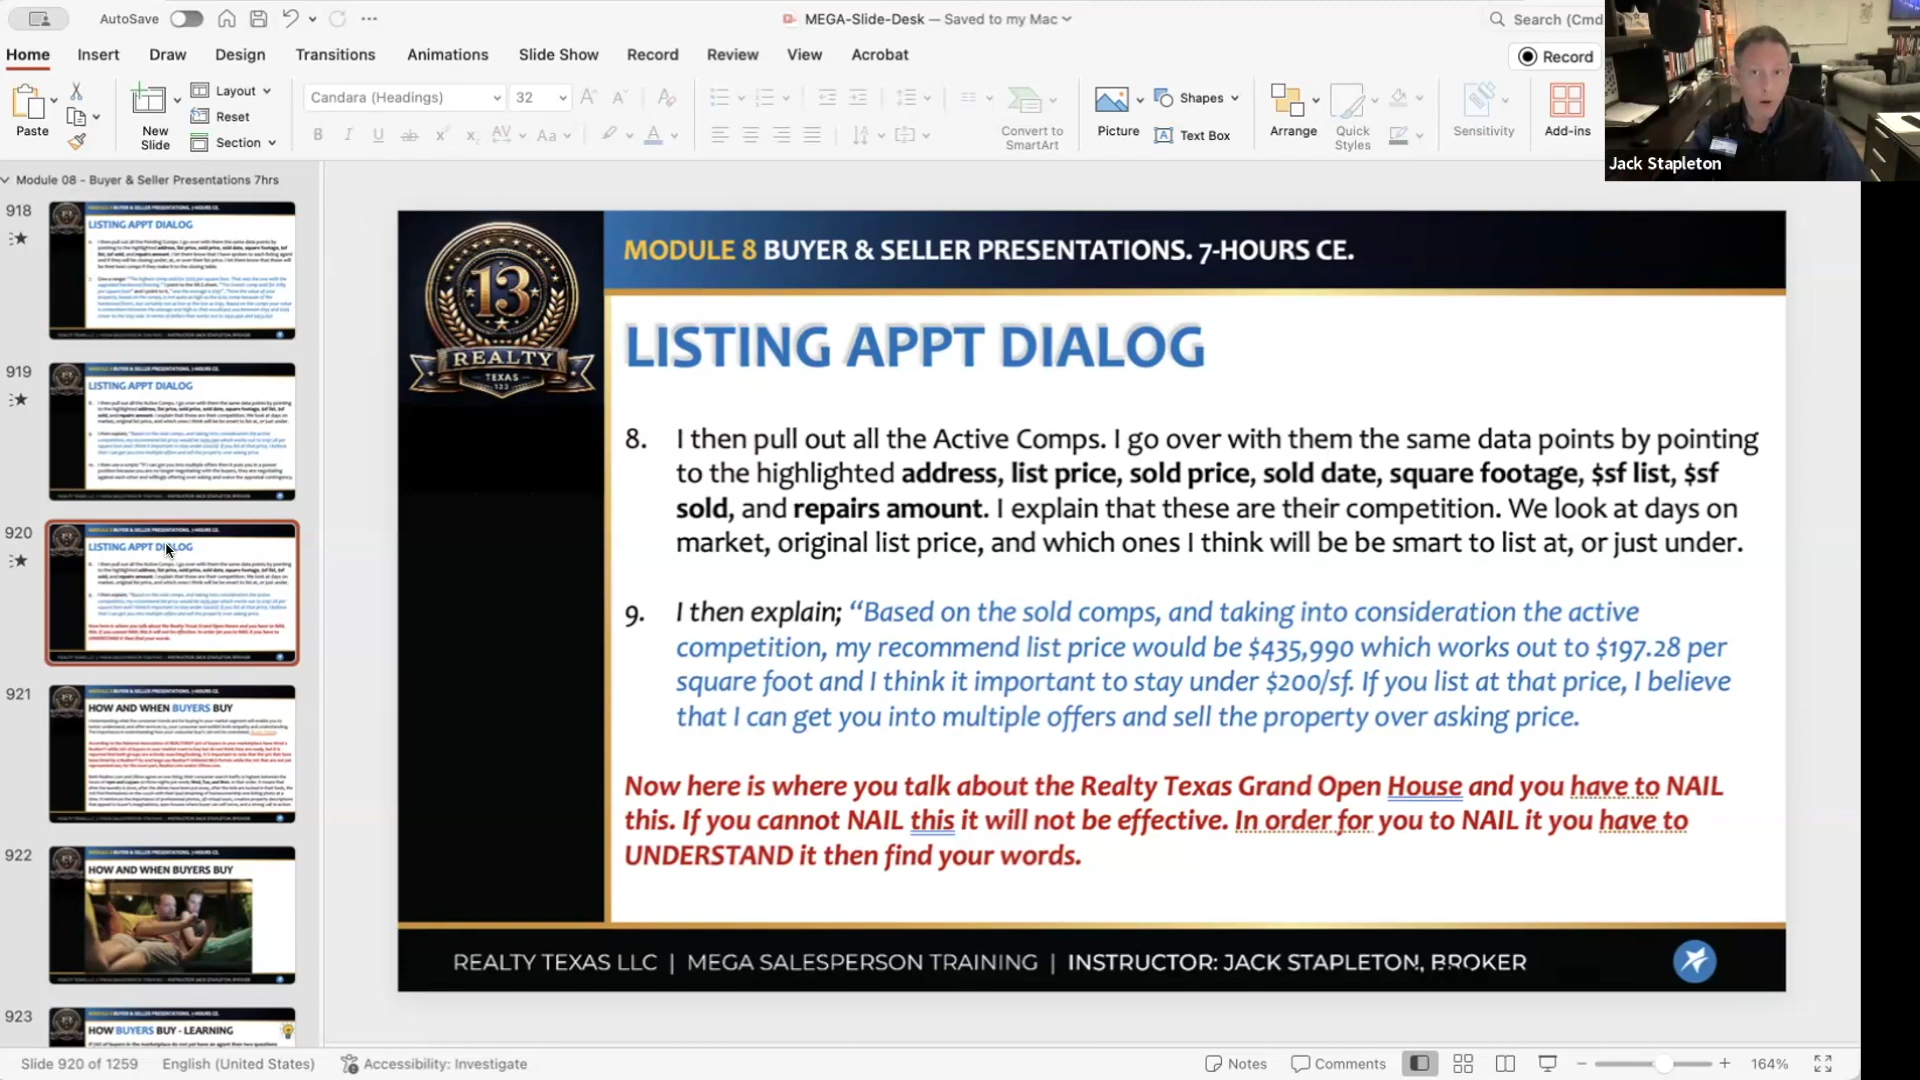 AutoSave
MEGA-Slide-Desk — Saved to my Mac
Search (Cmd
Home Insert Draw Design Transitions Animations Slide Show Record Review View Acrobat
Record
Paste
New Slide
Layout
Reset
Section
Candara (Headings) 32
Convert to SmartArt
Picture
Shapes
Text Box
Arrange
Quick Styles
Sensitivity
Add-ins
Jack Stapleton
Module 08 - Buyer & Seller Presentations 7hrs
918
LISTING APPT DIALOG
919
LISTING APPT DIALOG
920
LISTING APPT DIALOG
921
HOW AND WHEN BUYERS BUY
922
HOW AND WHEN BUYERS BUY
923
HOW BUYERS BUY - LEARNING
13
REALTY
TEXAS
133
MODULE 8 BUYER & SELLER PRESENTATIONS. 7-HOURS CE.
LISTING APPT DIALOG
8. I then pull out all the Active Comps. I go over with them the same data points by pointing
to the highlighted address, list price, sold price, sold date, square footage, $sf list, $sf
sold, and repairs amount. I explain that these are their competition. We look at days on
market, original list price, and which ones I think will be be smart to list at, or just under.
9. I then explain; “Based on the sold comps, and taking into consideration the active
competition, my recommend list price would be $435,990 which works out to $197.28 per
square foot and I think it important to stay under $200/sf. If you list at that price, I believe
that I can get you into multiple offers and sell the property over asking price.
Now here is where you talk about the Realty Texas Grand Open House and you have to NAIL
this. If you cannot NAIL this it will not be effective. In order for you to NAIL it you have to
UNDERSTAND it then find your words.
REALTY TEXAS LLC | MEGA SALESPERSON TRAINING | INSTRUCTOR: JACK STAPLETON, BROKER
Slide 920 of 1259
English (United States)
Accessibility: Investigate
Notes
Comments
164%